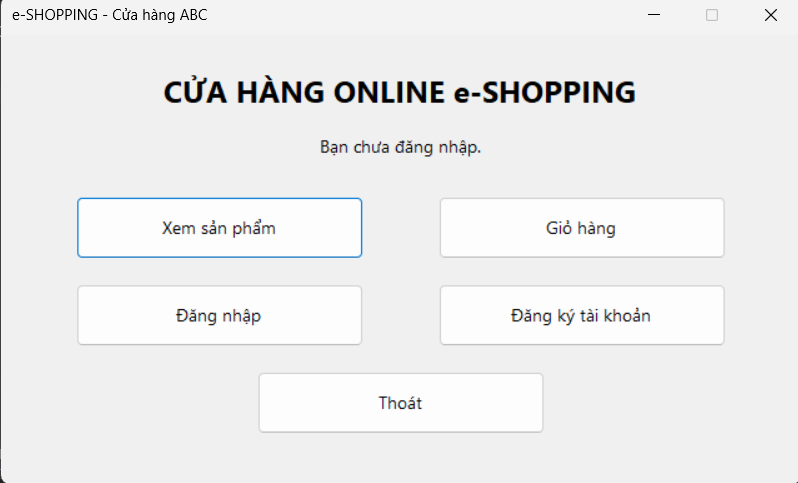 e-SHOPPING - Cửa hàng ABC
CỬA HÀNG ONLINE e-SHOPPING
Bạn chưa đăng nhập.
Xem sản phẩm
Giỏ hàng
Đăng nhập
Đăng ký tài khoản
Thoát